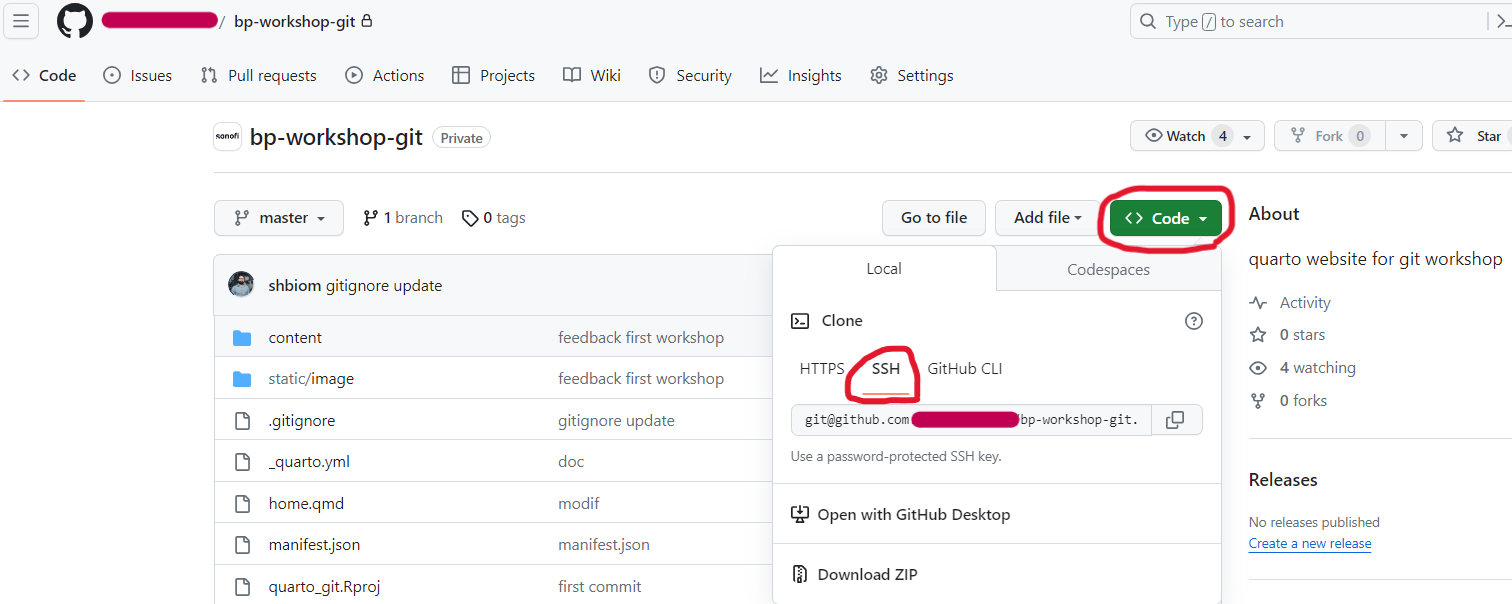 / bp-workshop-git
Type / to search
Code Issues Pull requests Actions Projects Wiki Security Insights Settings
sanofi bp-workshop-git Private
Watch 4 Fork 0 Star
master 1 branch 0 tags Go to file Add file Code
About
quarto website for git workshop
Activity
0 stars
4 watching
0 forks
Releases
No releases published
Create a new release
Local Codespaces
Clone
HTTPS SSH GitHub CLI
git@github.com bp-workshop-git.
Use a password-protected SSH key.
Open with GitHub Desktop
Download ZIP
shbiom gitignore update
content feedback first workshop
static/image feedback first workshop
.gitignore gitignore update
_quarto.yml doc
home.qmd modif
manifest.json manifest.json
quarto_git.Rproj first commit